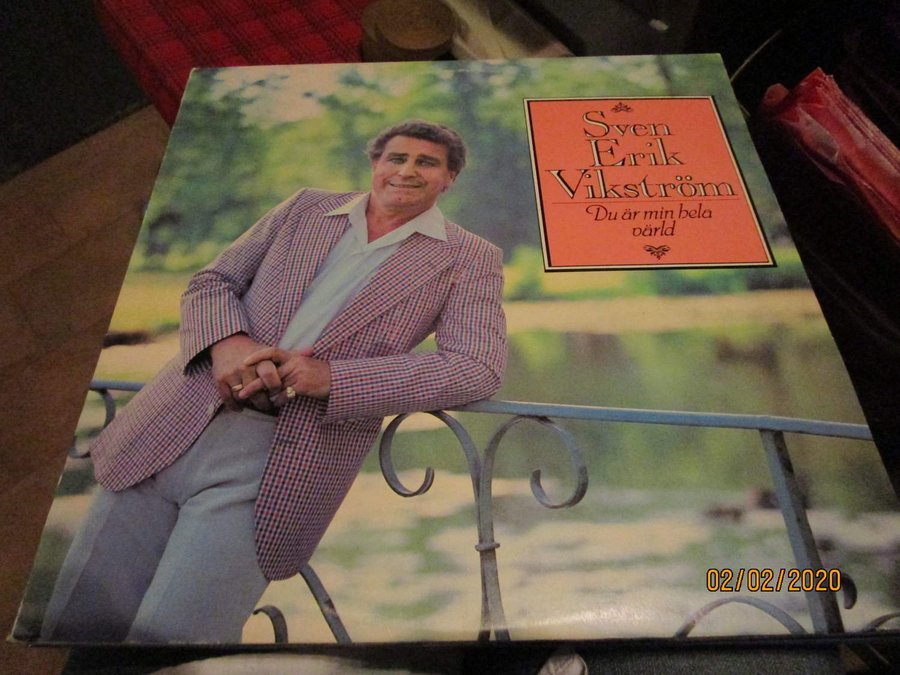 Sven
Erik
Vikström
Du är min hela
värld
02/02/2020